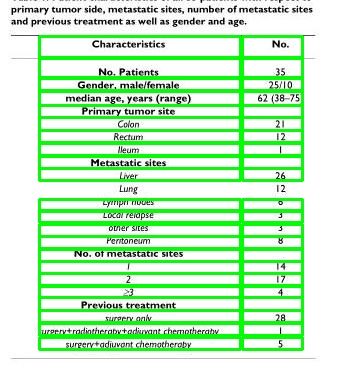 primary tumor side, metastatic sites, number of metastatic sites
and previous treatment as well as gender and age.
Characteristics No.
No. Patients 35
Gender, male/female 25/10
median age, years (range) 62 (38–75
Primary tumor site
Colon 21
Rectum 12
Ileum 1
Metastatic sites
Liver 26
Lung 12
Lymph nodes 6
Local relapse 3
other sites 3
Peritoneum 8
No. of metastatic sites
1 14
2 17
≥3 4
Previous treatment
surgery only 28
surgery+radiotherapy+adjuvant chemotherapy 1
surgery+adjuvant chemotherapy 5